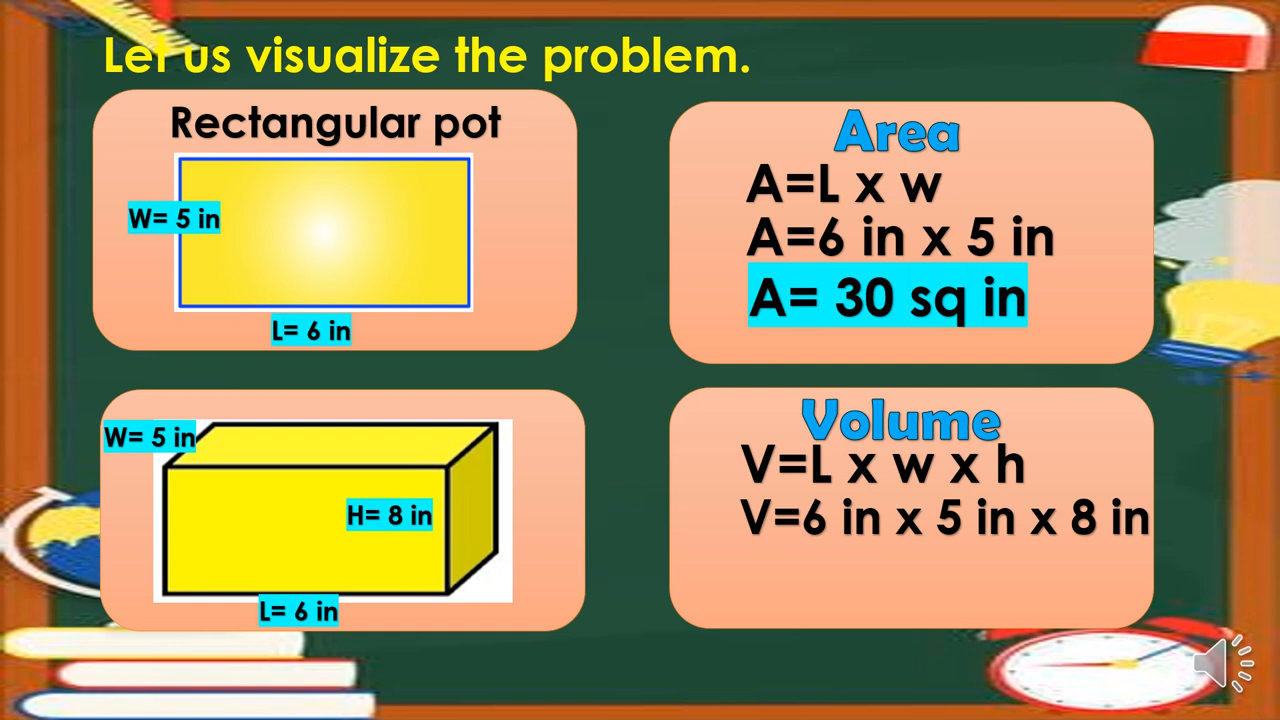 Let us visualize the problem.
Rectangular pot
W= 5 in
L= 6 in
Area
A=L x w
A=6 in x 5 in
A= 30 sq in
W= 5 in
H= 8 in
L= 6 in
Volume
V=L x w x h
V=6 in x 5 in x 8 in